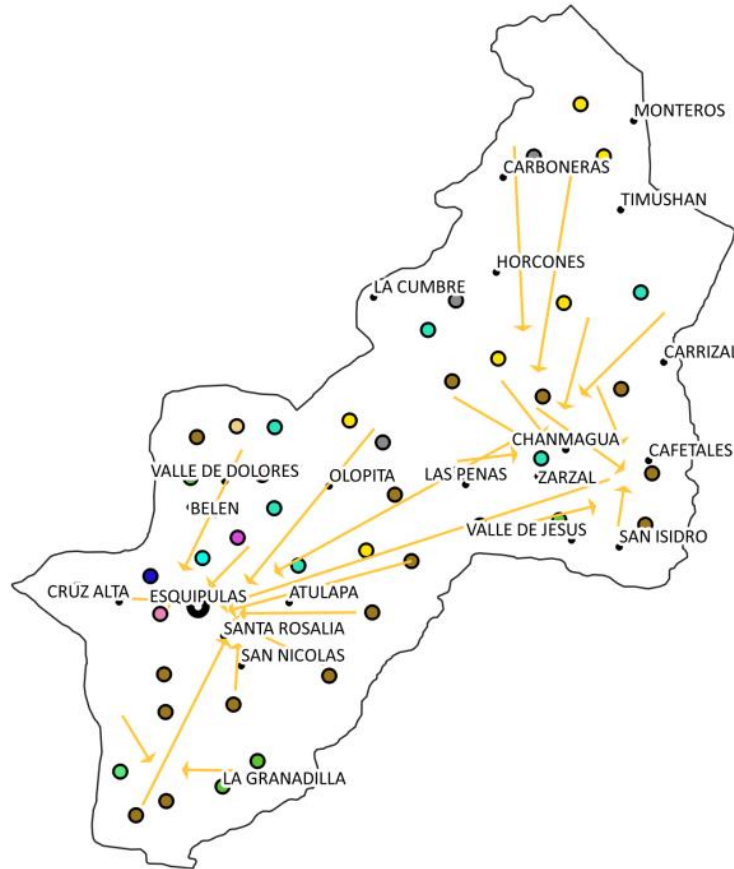 MONTEROS
CARBONERAS
TIMUSHAN
HORCONES
LA CUMBRE
CARRIZAL
CHANMAGUA
CAFETALES
VALLE DE DOLORES
OLOPITA
LAS PENAS
ZARZAL
BELEN
VALLE DE JESUS
SAN ISIDRO
CRUZ ALTA
ESQUIPULAS
ATULAPA
SANTA ROSALIA
SAN NICOLAS
LA GRANADILLA